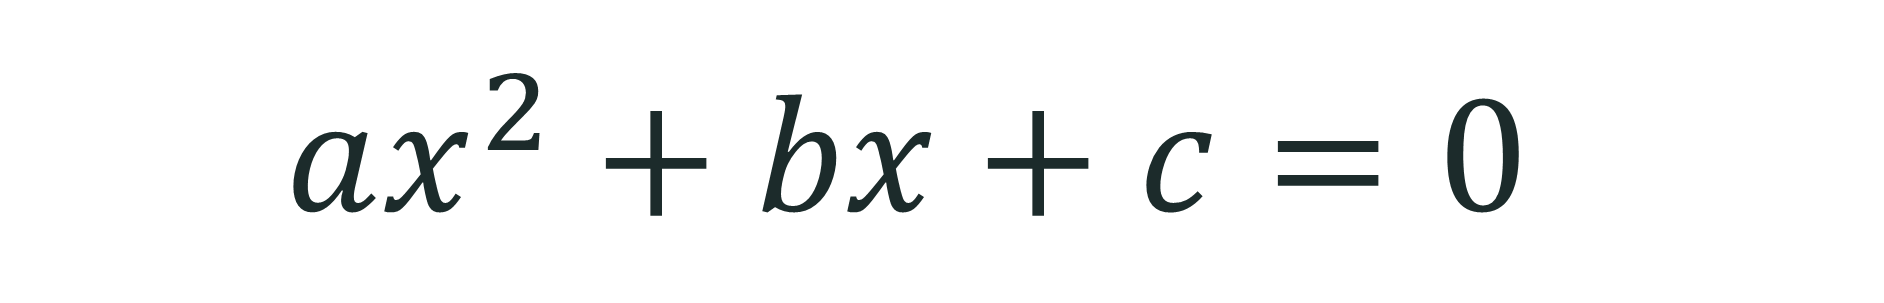 ax² + bx + c = 0